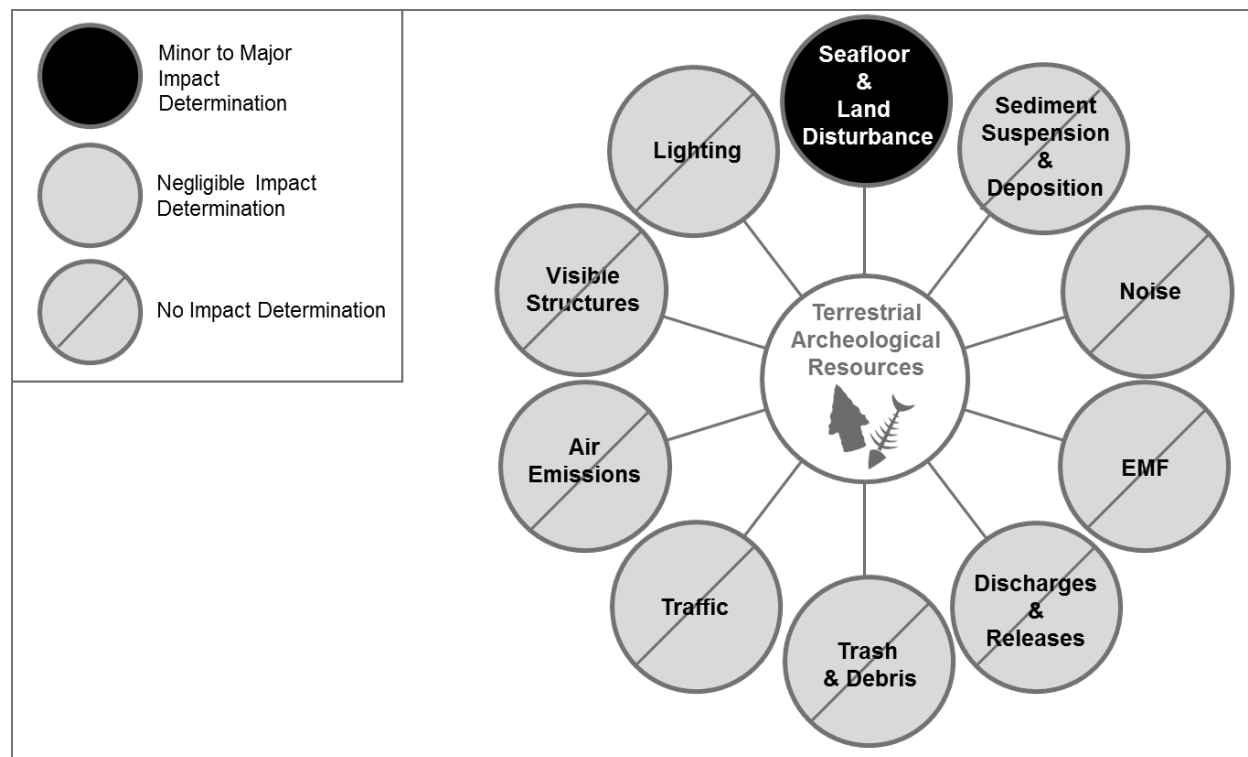 Minor to Major
Impact
Determination
Negligible Impact
Determination
No Impact Determination
Seafloor
&
Land
Disturbance
Sediment
Suspension
&
Deposition
Noise
EMF
Discharges
&
Releases
Trash
& Debris
Traffic
Air
Emissions
Visible
Structures
Lighting
Terrestrial
Archeological
Resources